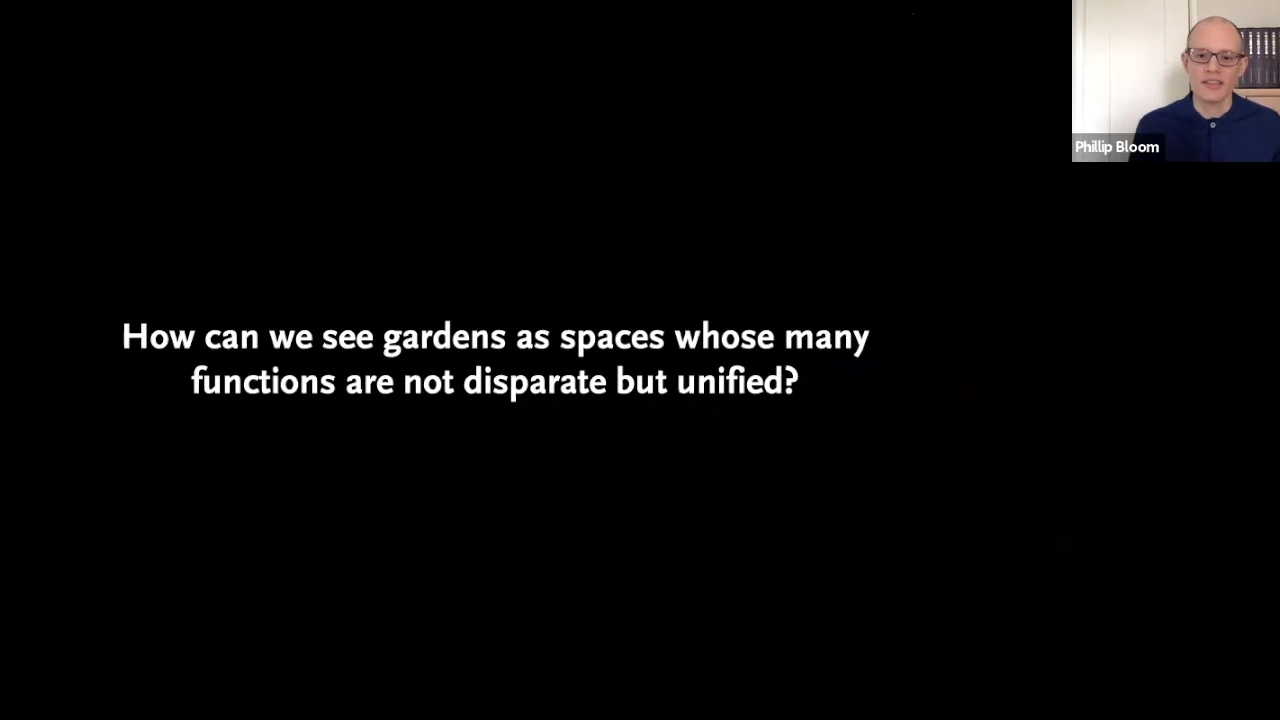 Phillip Bloom
How can we see gardens as spaces whose many
functions are not disparate but unified?